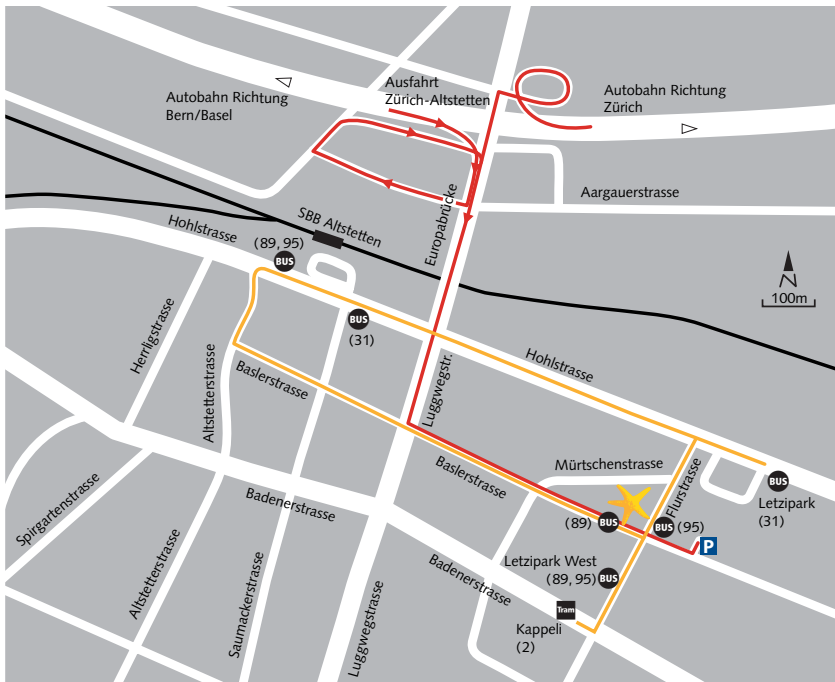 Ausfahrt
Zürich-Altstetten
Autobahn Richtung
Bern/Basel
Autobahn Richtung
Zürich
Aargauerstrasse
Europabrücke
SBB Altstetten
Hohlstrasse
(89, 95)
BUS
N
100m
BUS
(31)
Herrligstrasse
Altstetterstrasse
Baslerstrasse
Luggwegstr.
Hohlstrasse
Baslerstrasse
Mürtschenstrasse
Flurstrasse
BUS
Letzipark
(31)
(89)
BUS
BUS
(95)
P
Spirgartenstrasse
Badenerstrasse
Altstetterstrasse
Saumackerstrasse
Luggwegstrasse
Badenerstrasse
Letzipark West
(89, 95)
BUS
Tram
Kappeli
(2)